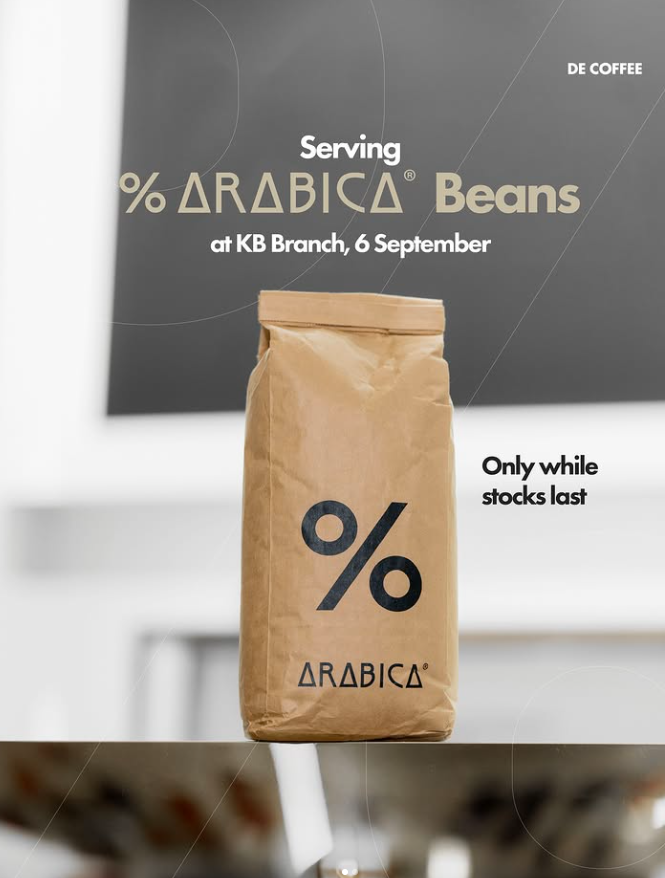 DE COFFEE
Serving
% ARABICA® Beans
at KB Branch, 6 September
Only while
stocks last
%
ARABICA®